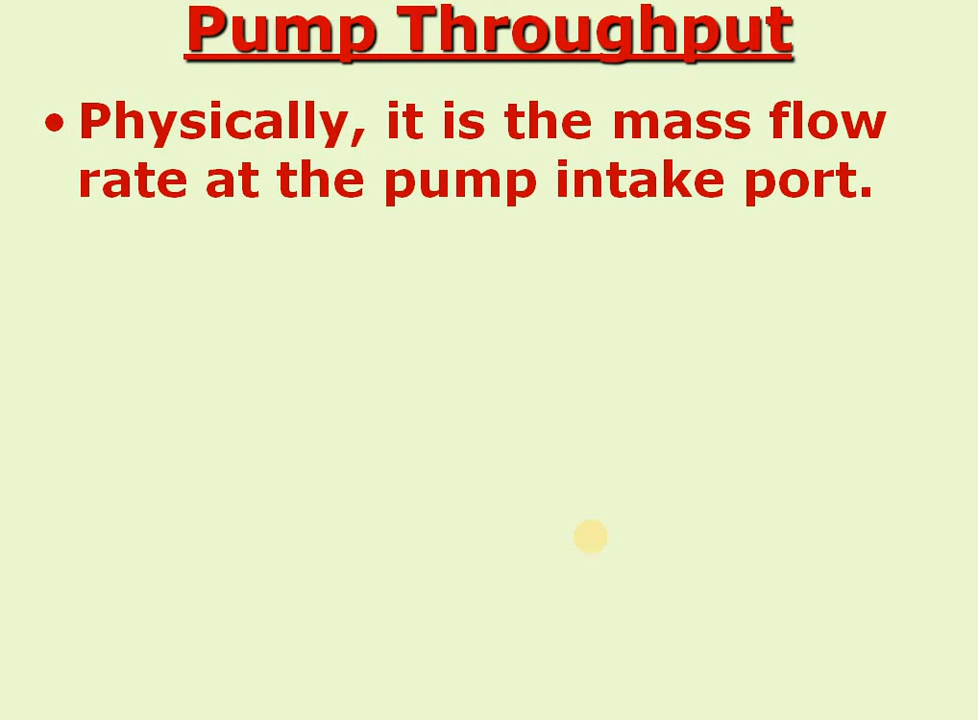 Pump Throughput
• Physically, it is the mass flow
rate at the pump intake port.